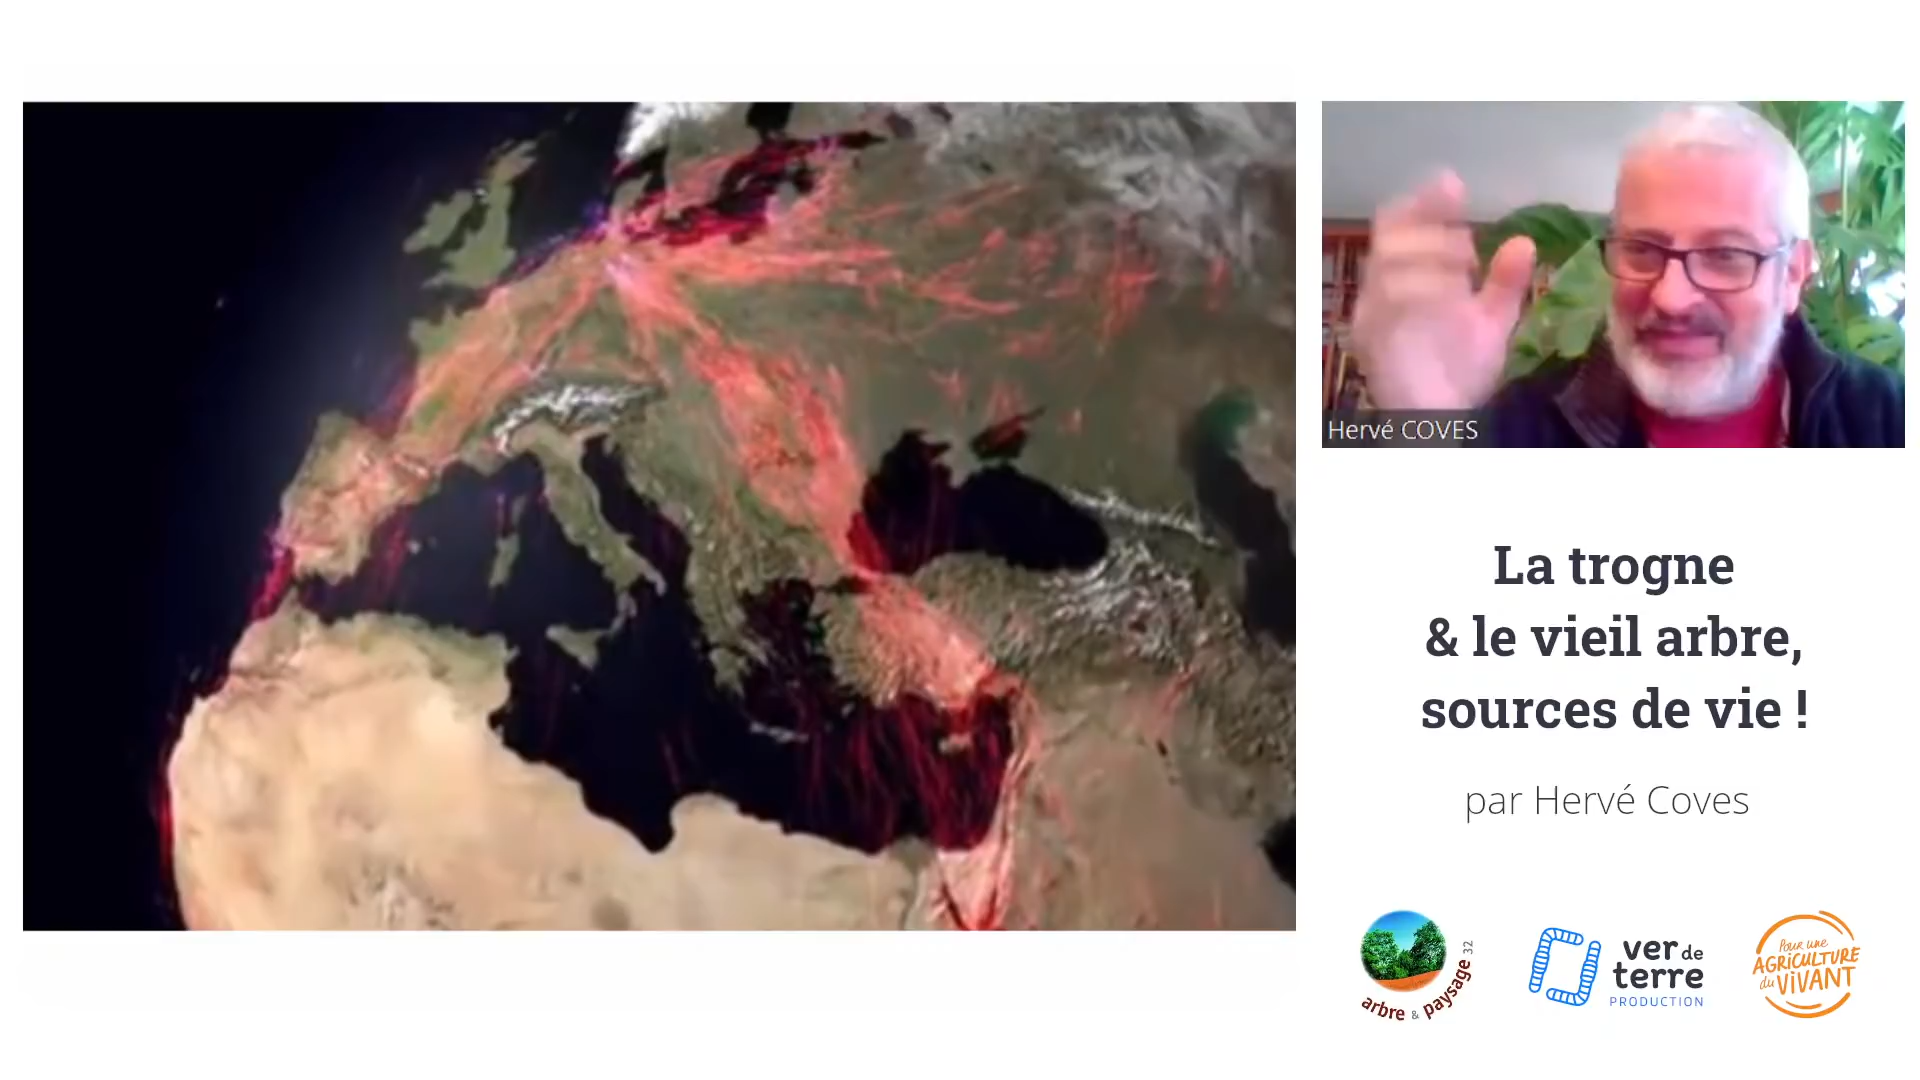 Hervé COVES
La trogne
& le vieil arbre,
sources de vie !
par Hervé Coves
arbre & paysage 32
ver de
terre
PRODUCTION
Pour une
AGRICULTURE
du VIVANT